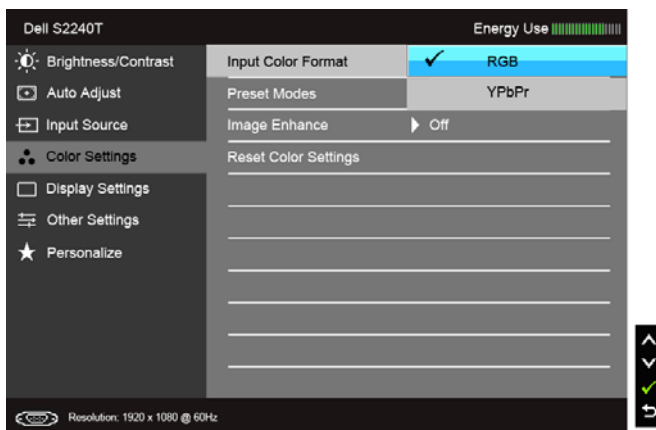 Dell S2240T
Energy Use
Brightness/Contrast
Auto Adjust
Input Source
Color Settings
Display Settings
Other Settings
Personalize
Input Color Format
RGB
Preset Modes
YPbPr
Image Enhance
Off
Reset Color Settings
Resolution: 1920 x 1080 @ 60Hz